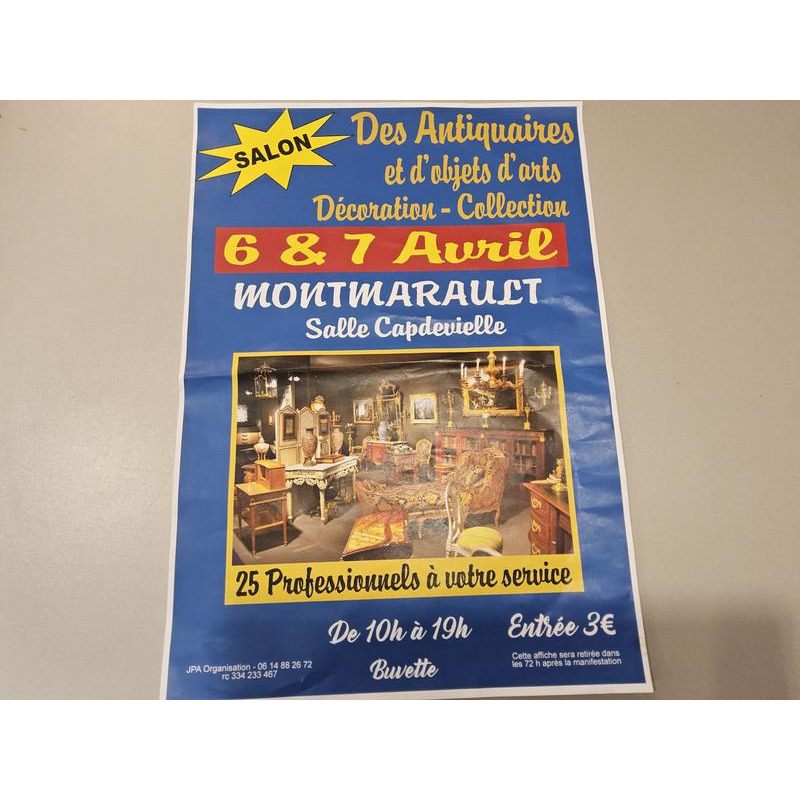 SALON
Des Antiquaires
et d'objets d'arts
Décoration - Collection
6 & 7 Avril
MONTMARAULT
Salle Capdevielle
25 Professionnels à votre service
De 10h à 19h
Entrée 3€
Buvette
JPA Organisation - 06 14 88 26 72
rc 334 233 467
Cette affiche sera retirée dans
les 72 h après la manifestation